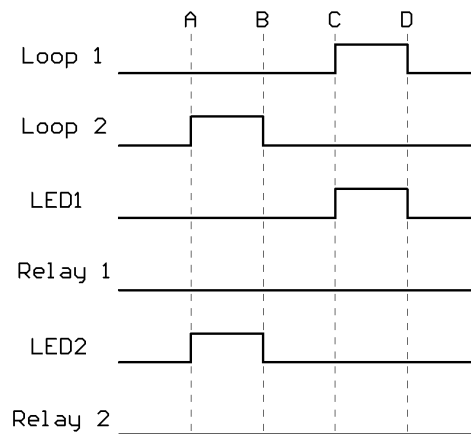 A B C D
Loop 1
Loop 2
LED1
Relay 1
LED2
Relay 2